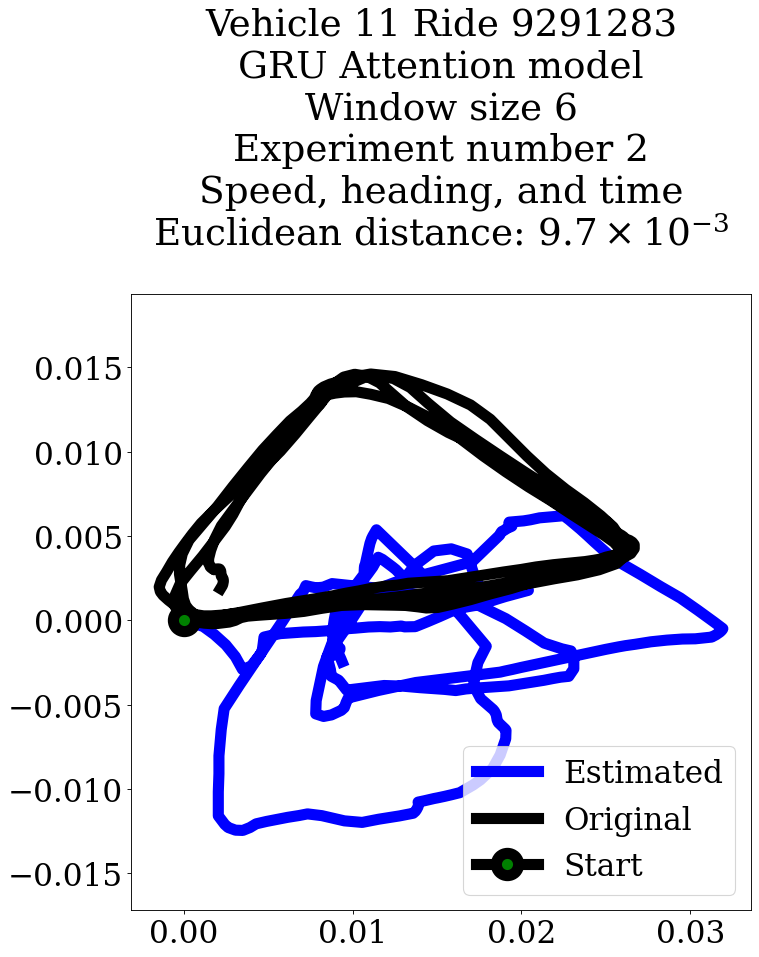 Vehicle 11 Ride 9291283
GRU Attention model
Window size 6
Experiment number 2
Speed, heading, and time
Euclidean distance: 9.7 × 10⁻³
0.015
0.010
0.005
0.000
−0.005
−0.010
−0.015
0.00 0.01 0.02 0.03
Estimated
Original
Start